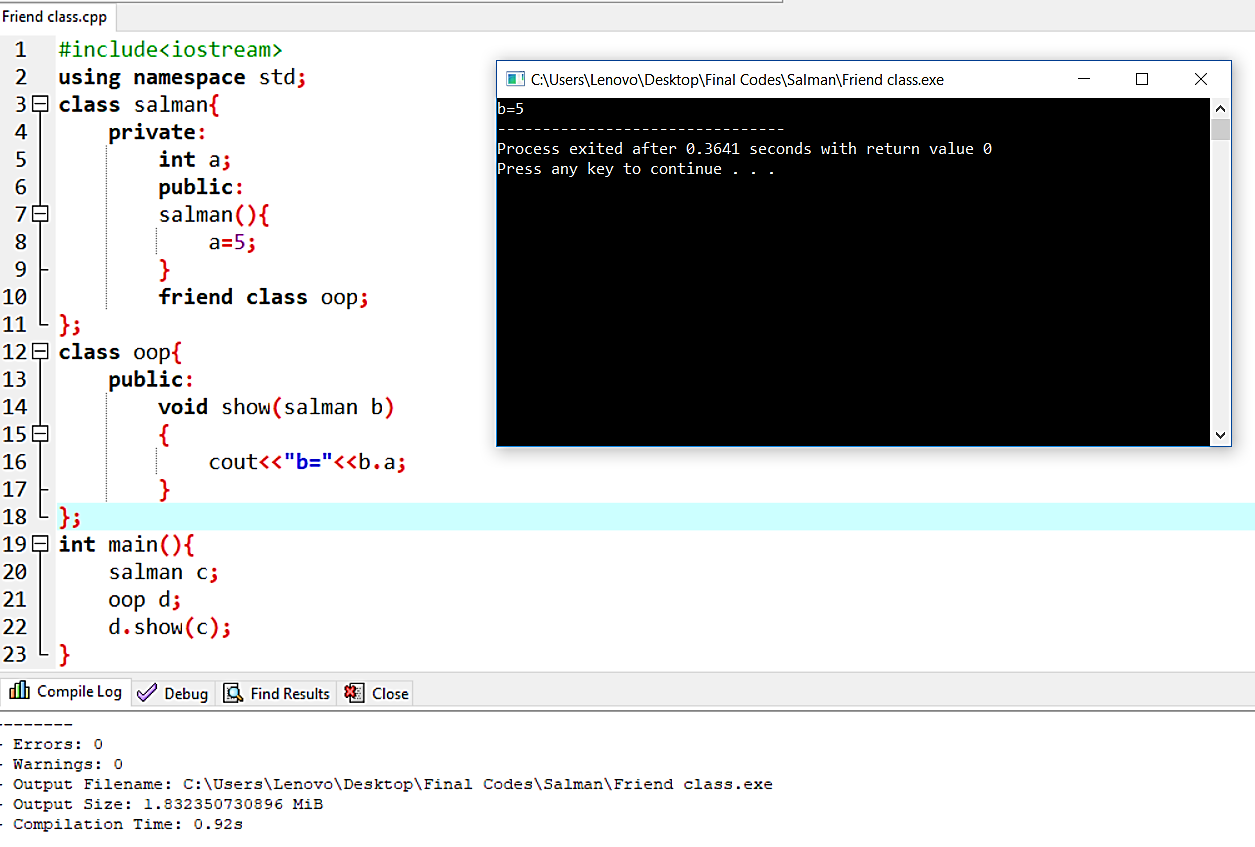 Friend class.cpp
1 #include<iostream>
2 using namespace std;
3 class salman{
4 private:
5 int a;
6 public:
7 salman(){
8 a=5;
9 }
10 friend class oop;
11 };
12 class oop{
13 public:
14 void show(salman b)
15 {
16 cout<<"b="<<b.a;
17 }
18 };
19 int main(){
20 salman c;
21 oop d;
22 d.show(c);
23 }
C:\Users\Lenovo\Desktop\Final Codes\Salman\Friend class.exe
b=5
--------------------------------
Process exited after 0.3641 seconds with return value 0
Press any key to continue . . .
Compile Log Debug Find Results Close
--------
- Errors: 0
- Warnings: 0
- Output Filename: C:\Users\Lenovo\Desktop\Final Codes\Salman\Friend class.exe
- Output Size: 1.832350730896 MiB
- Compilation Time: 0.92s